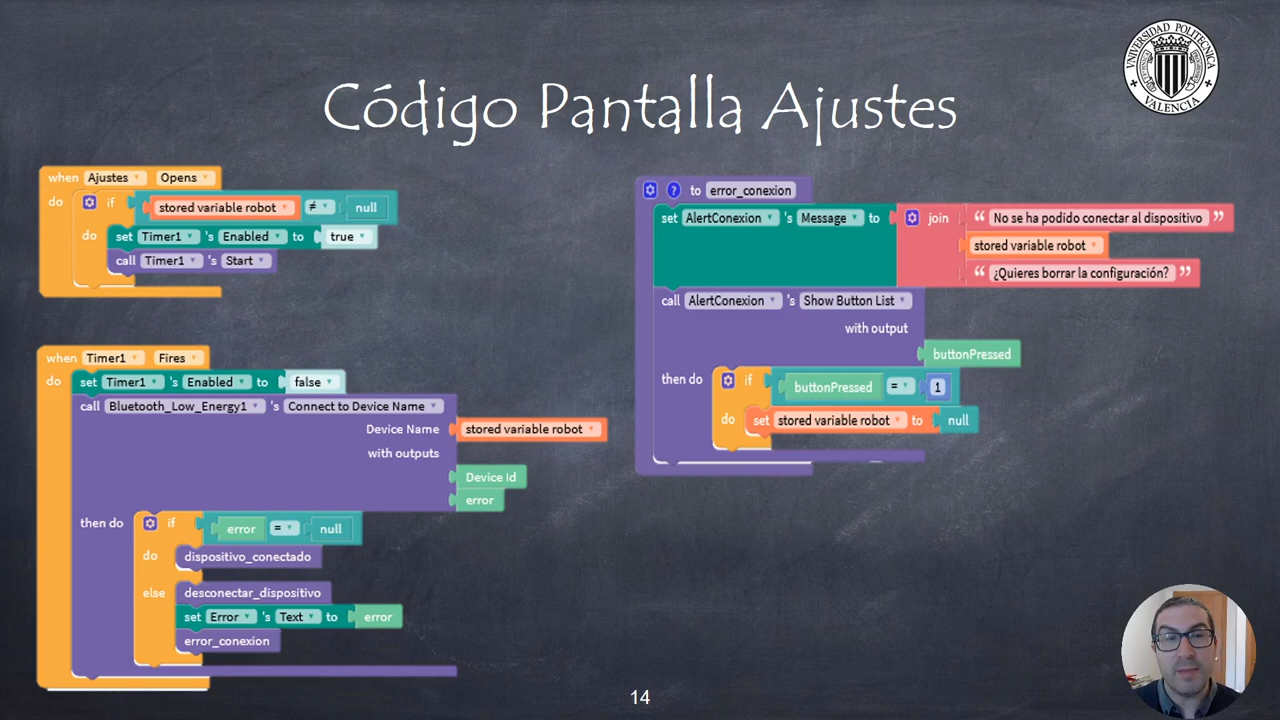 UNIVERSIDAD POLITECNICA
VALENCIA
Código Pantalla Ajustes
when Ajustes Opens
do if stored variable robot ≠ null
do set Timer1 's Enabled to true
call Timer1 's Start
when Timer1 Fires
do set Timer1 's Enabled to false
call Bluetooth_Low_Energy1 's Connect to Device Name
Device Name stored variable robot
with outputs
Device Id
error
then do if error = null
do dispositivo_conectado
else desconectar_dispositivo
set Error 's Text to error
error_conexion
? to error_conexion
set AlertConexion 's Message to join “ No se ha podido conectar al dispositivo ”
stored variable robot
“ ¿Quieres borrar la configuración? ”
call AlertConexion 's Show Button List
with output
buttonPressed
then do if buttonPressed = 1
do set stored variable robot to null
14